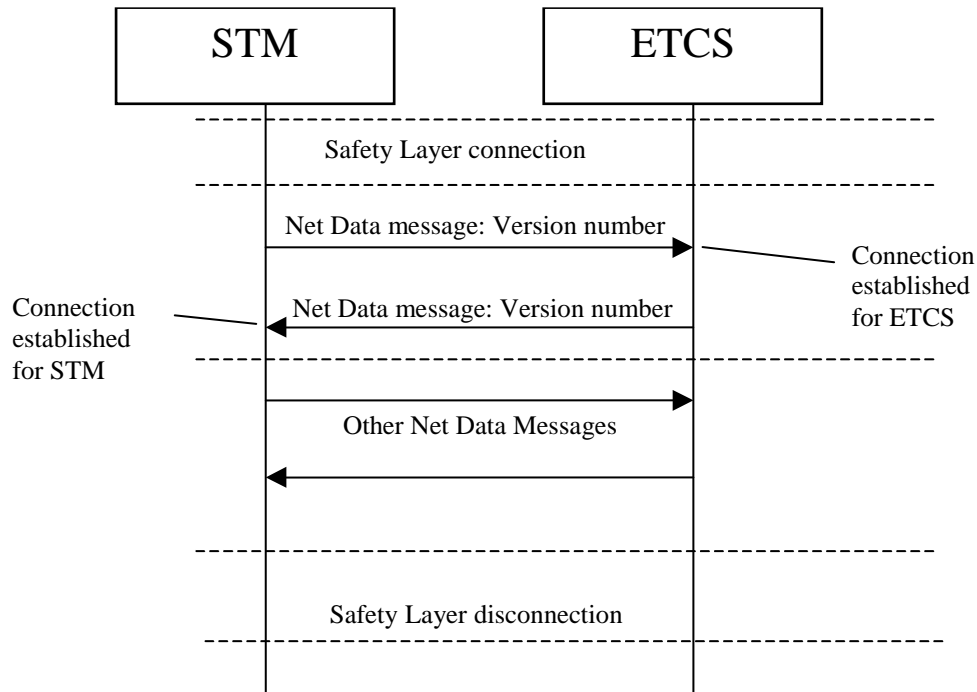 STM
ETCS
Safety Layer connection
Net Data message: Version number
Connection
established
for ETCS
Net Data message: Version number
Connection
established
for STM
Other Net Data Messages
Safety Layer disconnection